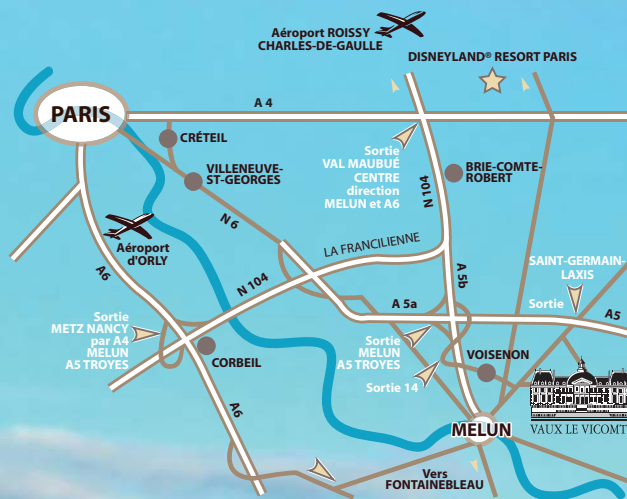 Aéroport ROISSY
CHARLES-DE-GAULLE
DISNEYLAND® RESORT PARIS
PARIS
A 4
CRÉTEIL
Sortie
VAL MAUBUÉ
CENTRE
direction
MELUN et A6
N 104
BRIE-COMTE-
ROBERT
VILLENEUVE-
ST-GEORGES
N 6
Aéroport
d'ORLY
LA FRANCILIENNE
A6
N 104
A 5b
SAINT-GERMAIN-
LAXIS
Sortie
A 5a
A5
Sortie
METZ NANCY
par A4
MELUN
A5 TROYES
CORBEIL
Sortie
MELUN
A5 TROYES
VOISENON
Sortie 14
A6
MELUN
VAUX LE VICOMT
Vers
FONTAINEBLEAU